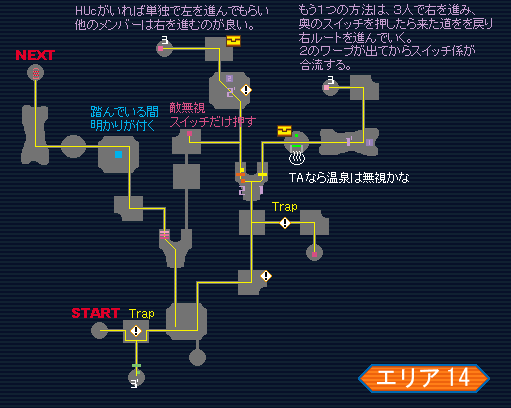 HUcがいれば単独で左を進んでもらい
他のメンバーは右を進むのが良い。
もう1つの方法は、3人で右を進み、
奥のスイッチを押したら来た道をを戻り
右ルートを進んでいく。
2のワープが出てからスイッチ係が
合流する。
NEXT
3
3
踏んでいる間
明かりが付く
敵無視
スイッチだけ押す
2
2'
!
1'
1
TAなら温泉は無視かな
2'
1
Trap
!
!
START
Trap
!
3'
エリア 14